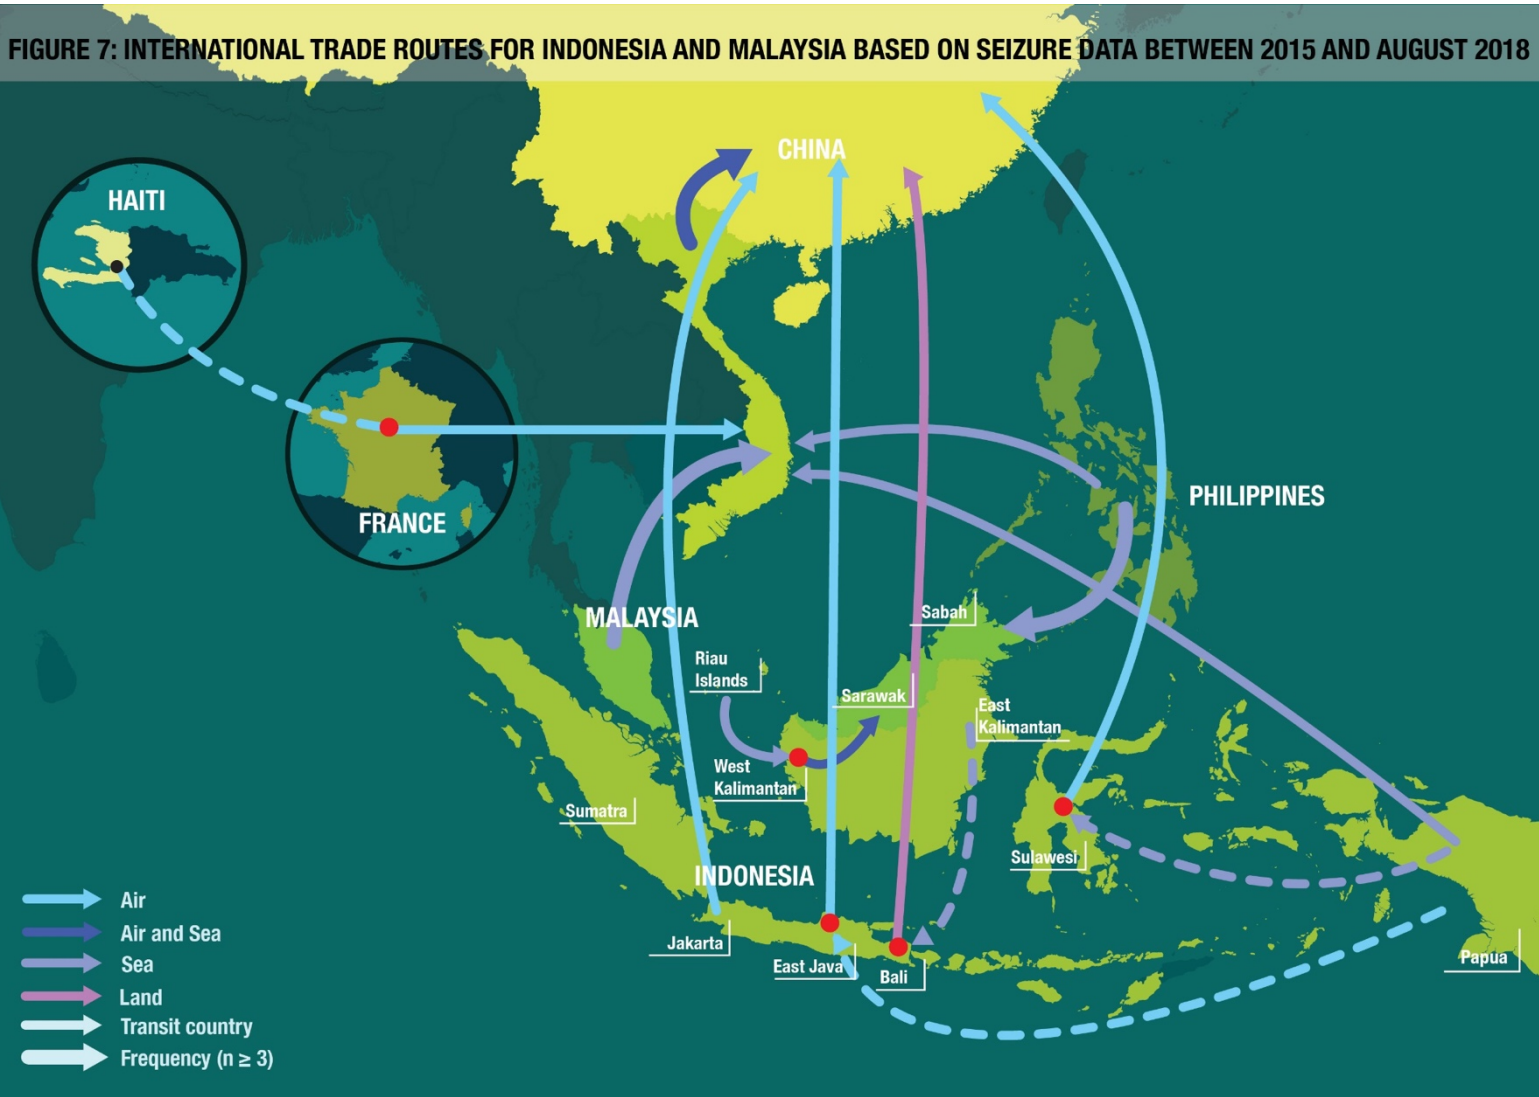 FIGURE 7: INTERNATIONAL TRADE ROUTES FOR INDONESIA AND MALAYSIA BASED ON SEIZURE DATA BETWEEN 2015 AND AUGUST 2018
CHINA
HAITI
FRANCE
PHILIPPINES
MALAYSIA
Sabah
Riau
Islands
Sarawak
East
Kalimantan
West
Kalimantan
Sumatra
Sulawesi
INDONESIA
Jakarta
East Java
Bali
Papua
Air
Air and Sea
Sea
Land
Transit country
Frequency (n ≥ 3)